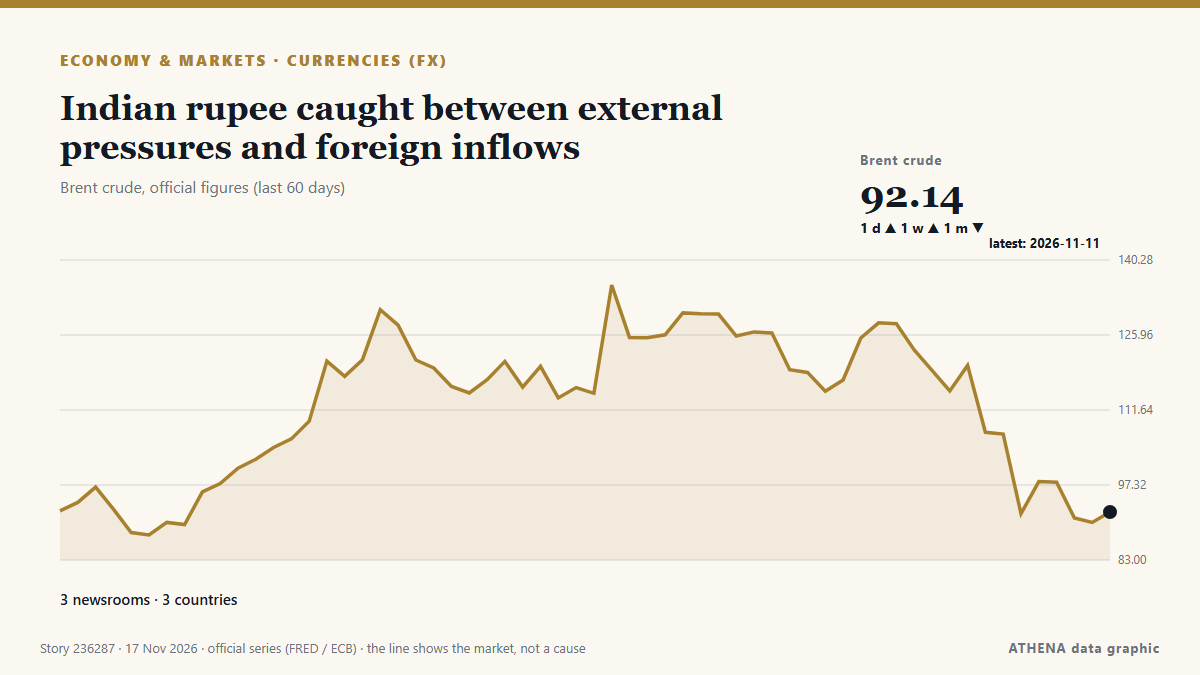 ECONOMY & MARKETS · CURRENCIES (FX)
Indian rupee caught between external
pressures and foreign inflows
Brent crude, official figures (last 60 days)
Brent crude
92.14
1 d ▲ 1 w ▲ 1 m ▼
latest: 2026-11-11
140.28
125.96
111.64
97.32
83.00
3 newsrooms · 3 countries
Story 236287 · 17 Nov 2026 · official series (FRED / ECB) · the line shows the market, not a cause
ATHENA data graphic